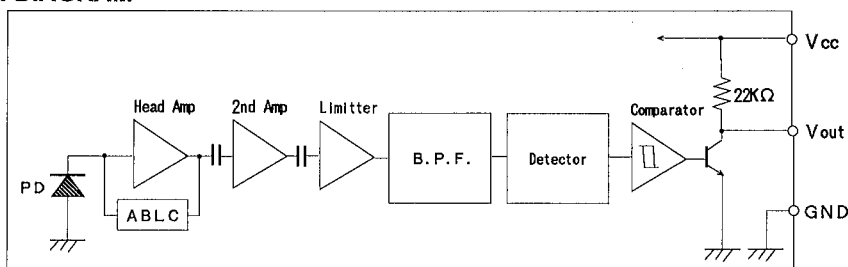 Vcc
Head Amp
2nd Amp
Limitter
Comparator
22KΩ
Vout
B.P.F.
Detector
PD
ABLC
GND